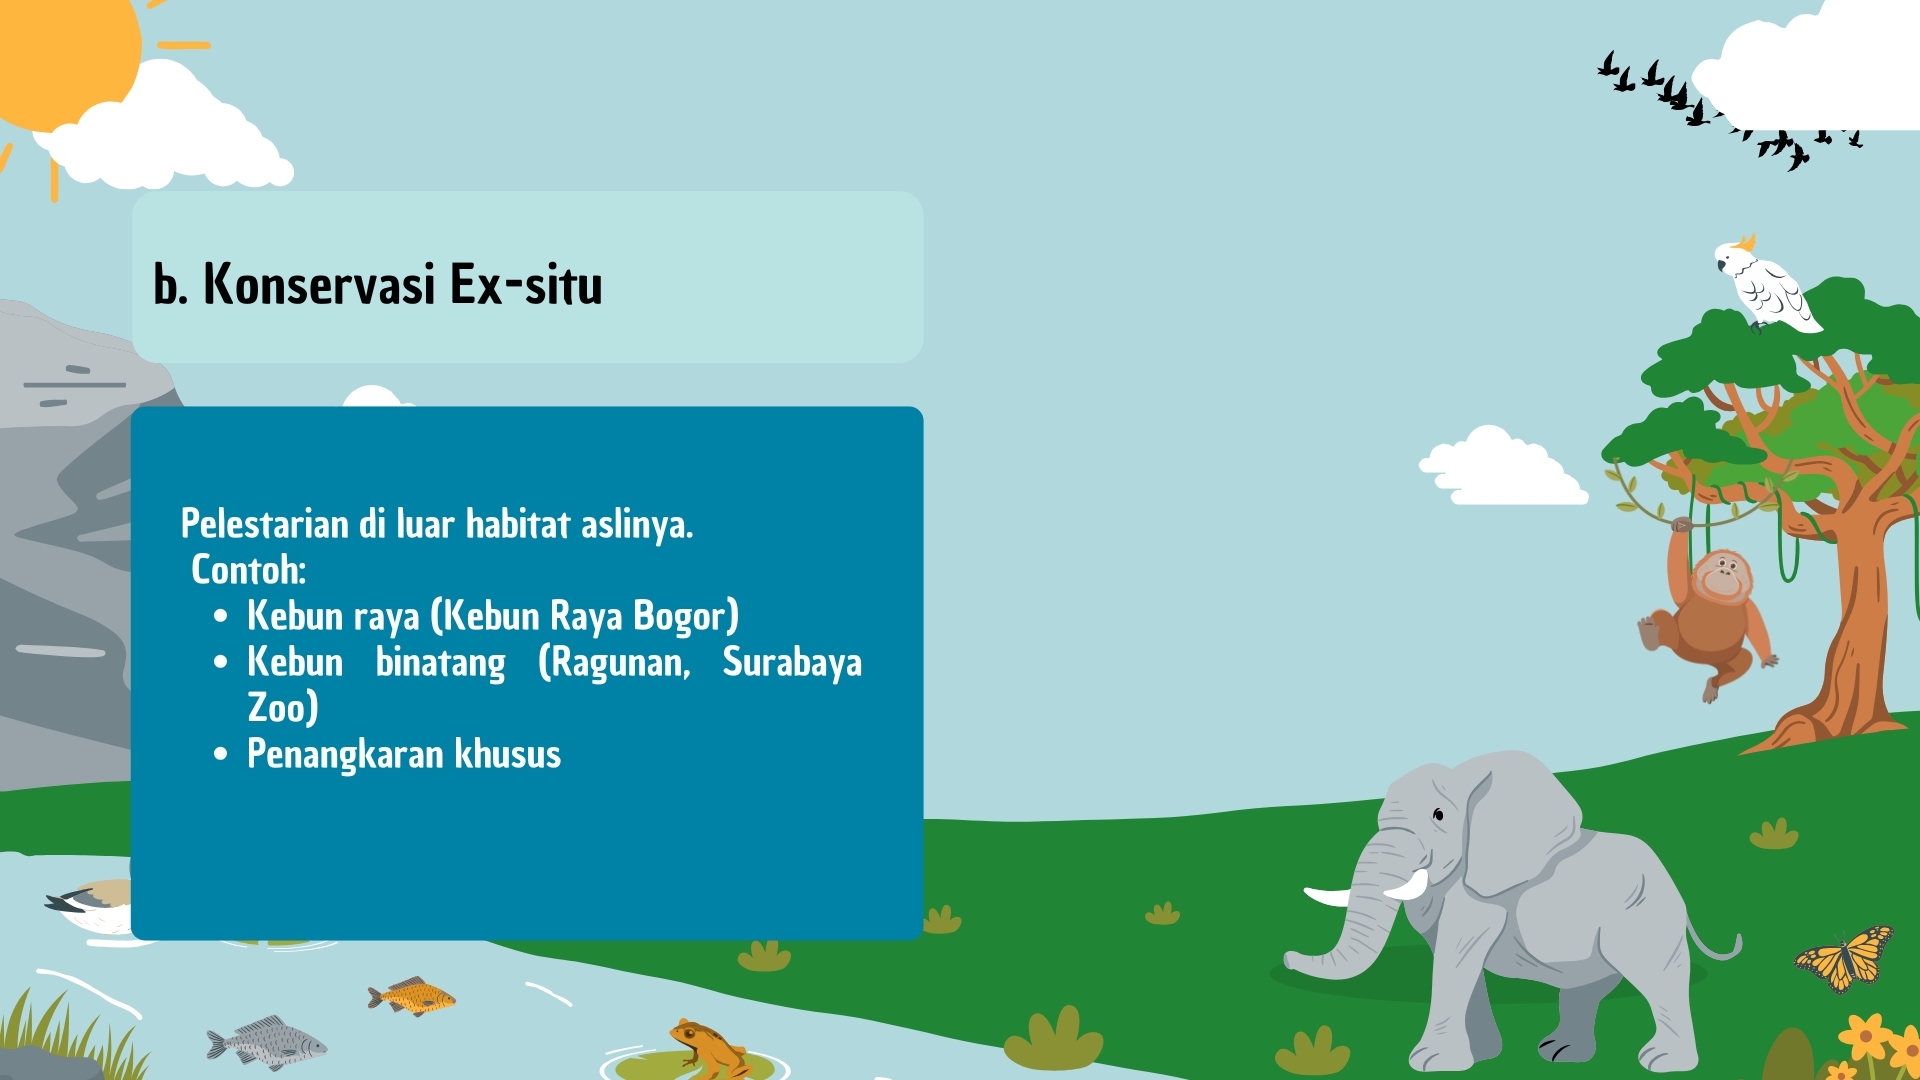 b. Konservasi Ex-situ
Pelestarian di luar habitat aslinya.
Contoh:
• Kebun raya (Kebun Raya Bogor)
• Kebun binatang (Ragunan, Surabaya
Zoo)
• Penangkaran khusus